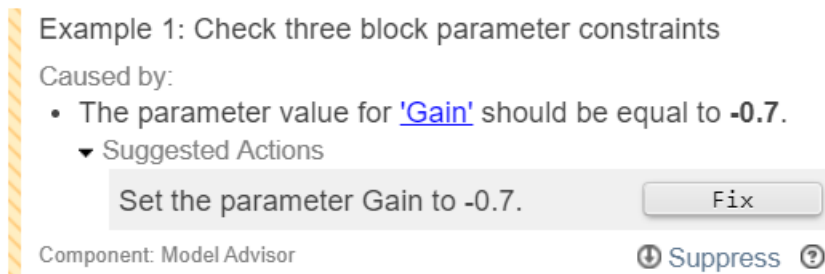 Example 1: Check three block parameter constraints
Caused by:
• The parameter value for 'Gain' should be equal to -0.7.
Suggested Actions
Set the parameter Gain to -0.7. Fix
Component: Model Advisor Suppress